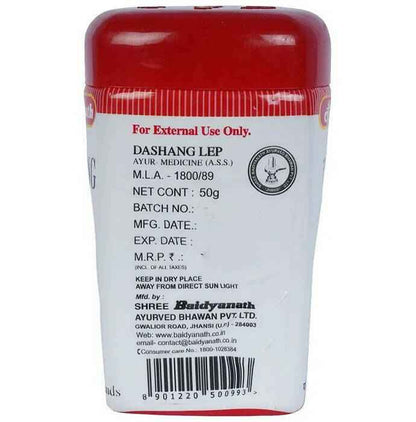 For External Use Only.
DASHANG LEP
AYUR- MEDICINE (A.S.S.)
M.L.A. - 1800/89
NET CONT : 50g
BATCH NO.:
MFG. DATE.:
EXP. DATE :
M.R.P. ₹ .:
(INCL. OF ALL TAXES)
KEEP IN DRY PLACE
AWAY FROM DIRECT SUN LIGHT
Mfd. by :
SHREE Baidyanath
AYURVED BHAWAN PVT. LTD.
GWALIOR ROAD, JHANSI (U.P) - 284003
Web- www.baidyanath.co.in
email- contact@baidyanath.co.in
Consumer care No.: 1800-1028384
8 901220 500993